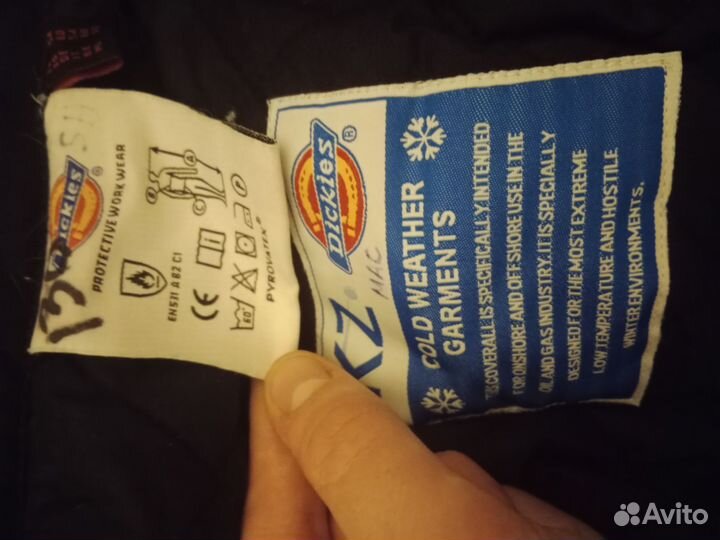 Dickies
PROTECTIVE WORK WEAR
EN531 A B2 C1
CE
60°
PYROVATEX®
Dickies®
MAC
COLD WEATHER
GARMENTS
COVERALL IS SPECIFICALLY INTENDED
FOR ONSHORE AND OFFSHORE USE IN THE
OIL AND GAS INDUSTRY. IT IS SPECIALLY
DESIGNED FOR THE MOST EXTREME
LOW TEMPERATURE AND HOSTILE
WINTER ENVIRONMENTS.
Avito